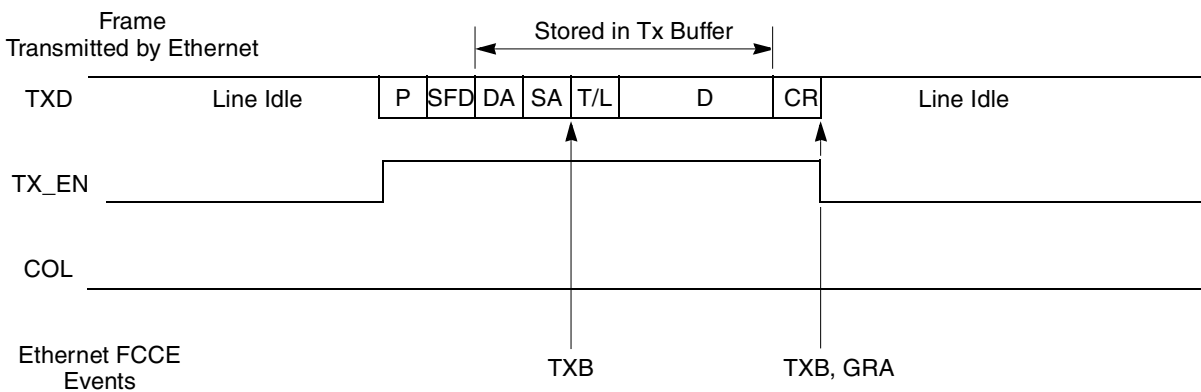 Frame
Transmitted by Ethernet
Stored in Tx Buffer
TXD
Line Idle
P
SFD
DA
SA
T/L
D
CR
Line Idle
TX_EN
COL
Ethernet FCCE
Events
TXB
TXB, GRA